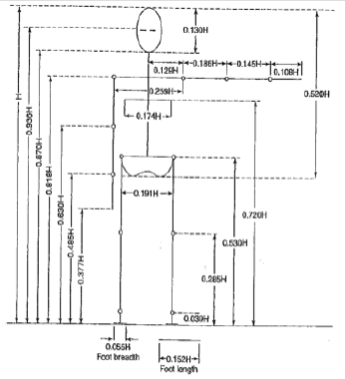 0.130H
0.129H
0.186H
0.145H
0.108H
0.259H
0.520H
0.174H
H
0.936H
0.870H
0.818H
0.630H
0.485H
0.377H
0.191H
0.720H
0.530H
0.285H
0.039H
0.055H
Foot breadth
0.152H
Foot length